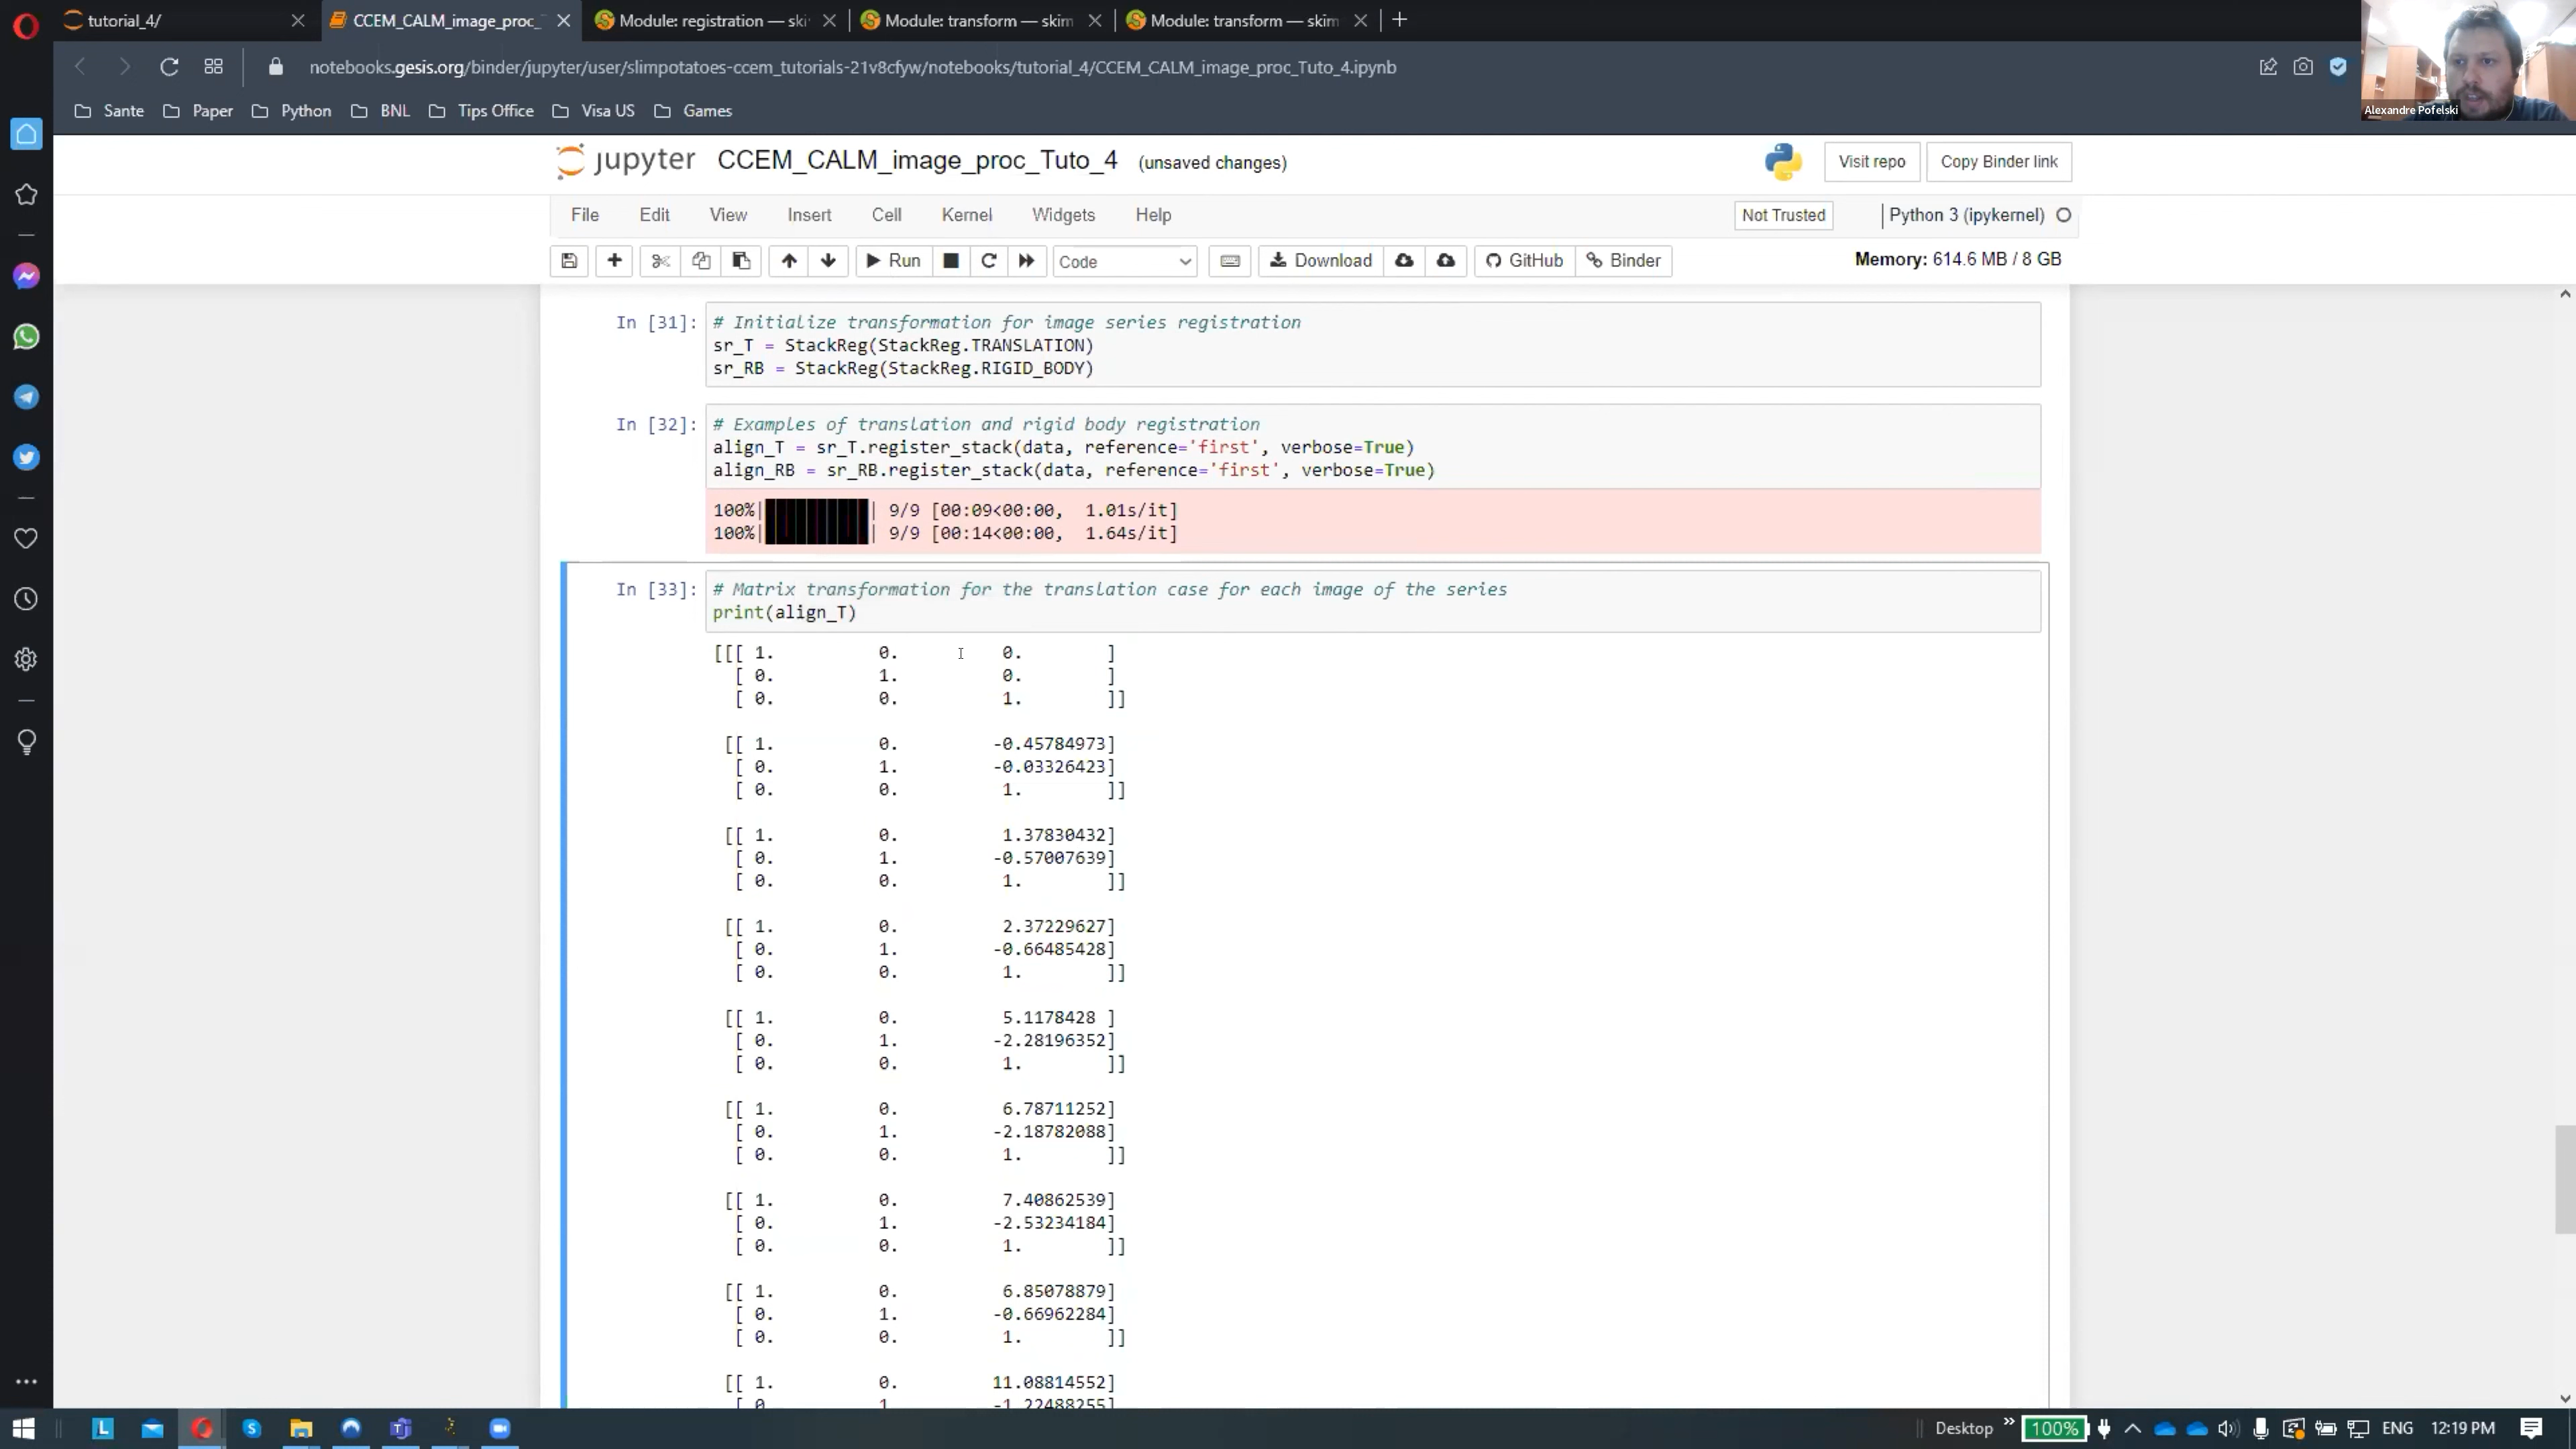 tutorial_4/
CCEM_CALM_image_proc_
Module: registration — ski
Module: transform — skim
Module: transform — skim
Alexandre Pofelski
notebooks.gesis.org/binder/jupyter/user/slimpotatoes-ccem_tutorials-21v8cfyw/notebooks/tutorial_4/CCEM_CALM_image_proc_Tuto_4.ipynb
Sante Paper Python BNL Tips Office Visa US Games
jupyter CCEM_CALM_image_proc_Tuto_4 (unsaved changes)
Visit repo Copy Binder link
File Edit View Insert Cell Kernel Widgets Help
Not Trusted Python 3 (ipykernel)
Run Code Download GitHub Binder
Memory: 614.6 MB / 8 GB
In [31]: # Initialize transformation for image series registration
sr_T = StackReg(StackReg.TRANSLATION)
sr_RB = StackReg(StackReg.RIGID_BODY)
In [32]: # Examples of translation and rigid body registration
align_T = sr_T.register_stack(data, reference='first', verbose=True)
align_RB = sr_RB.register_stack(data, reference='first', verbose=True)
100%| | 9/9 [00:09<00:00, 1.01s/it]
100%| | 9/9 [00:14<00:00, 1.64s/it]
In [33]: # Matrix transformation for the translation case for each image of the series
print(align_T)
[[[ 1. 0. 0. ]
[ 0. 1. 0. ]
[ 0. 0. 1. ]]
[[ 1. 0. -0.45784973]
[ 0. 1. -0.03326423]
[ 0. 0. 1. ]]
[[ 1. 0. 1.37830432]
[ 0. 1. -0.57007639]
[ 0. 0. 1. ]]
[[ 1. 0. 2.37229627]
[ 0. 1. -0.66485428]
[ 0. 0. 1. ]]
[[ 1. 0. 5.1178428 ]
[ 0. 1. -2.28196352]
[ 0. 0. 1. ]]
[[ 1. 0. 6.78711252]
[ 0. 1. -2.18782088]
[ 0. 0. 1. ]]
[[ 1. 0. 7.40862539]
[ 0. 1. -2.53234184]
[ 0. 0. 1. ]]
[[ 1. 0. 6.85078879]
[ 0. 1. -0.66962284]
[ 0. 0. 1. ]]
[[ 1. 0. 11.08814552]
[ 0. 1. -1.22488255]
Desktop 100% ENG 12:19 PM